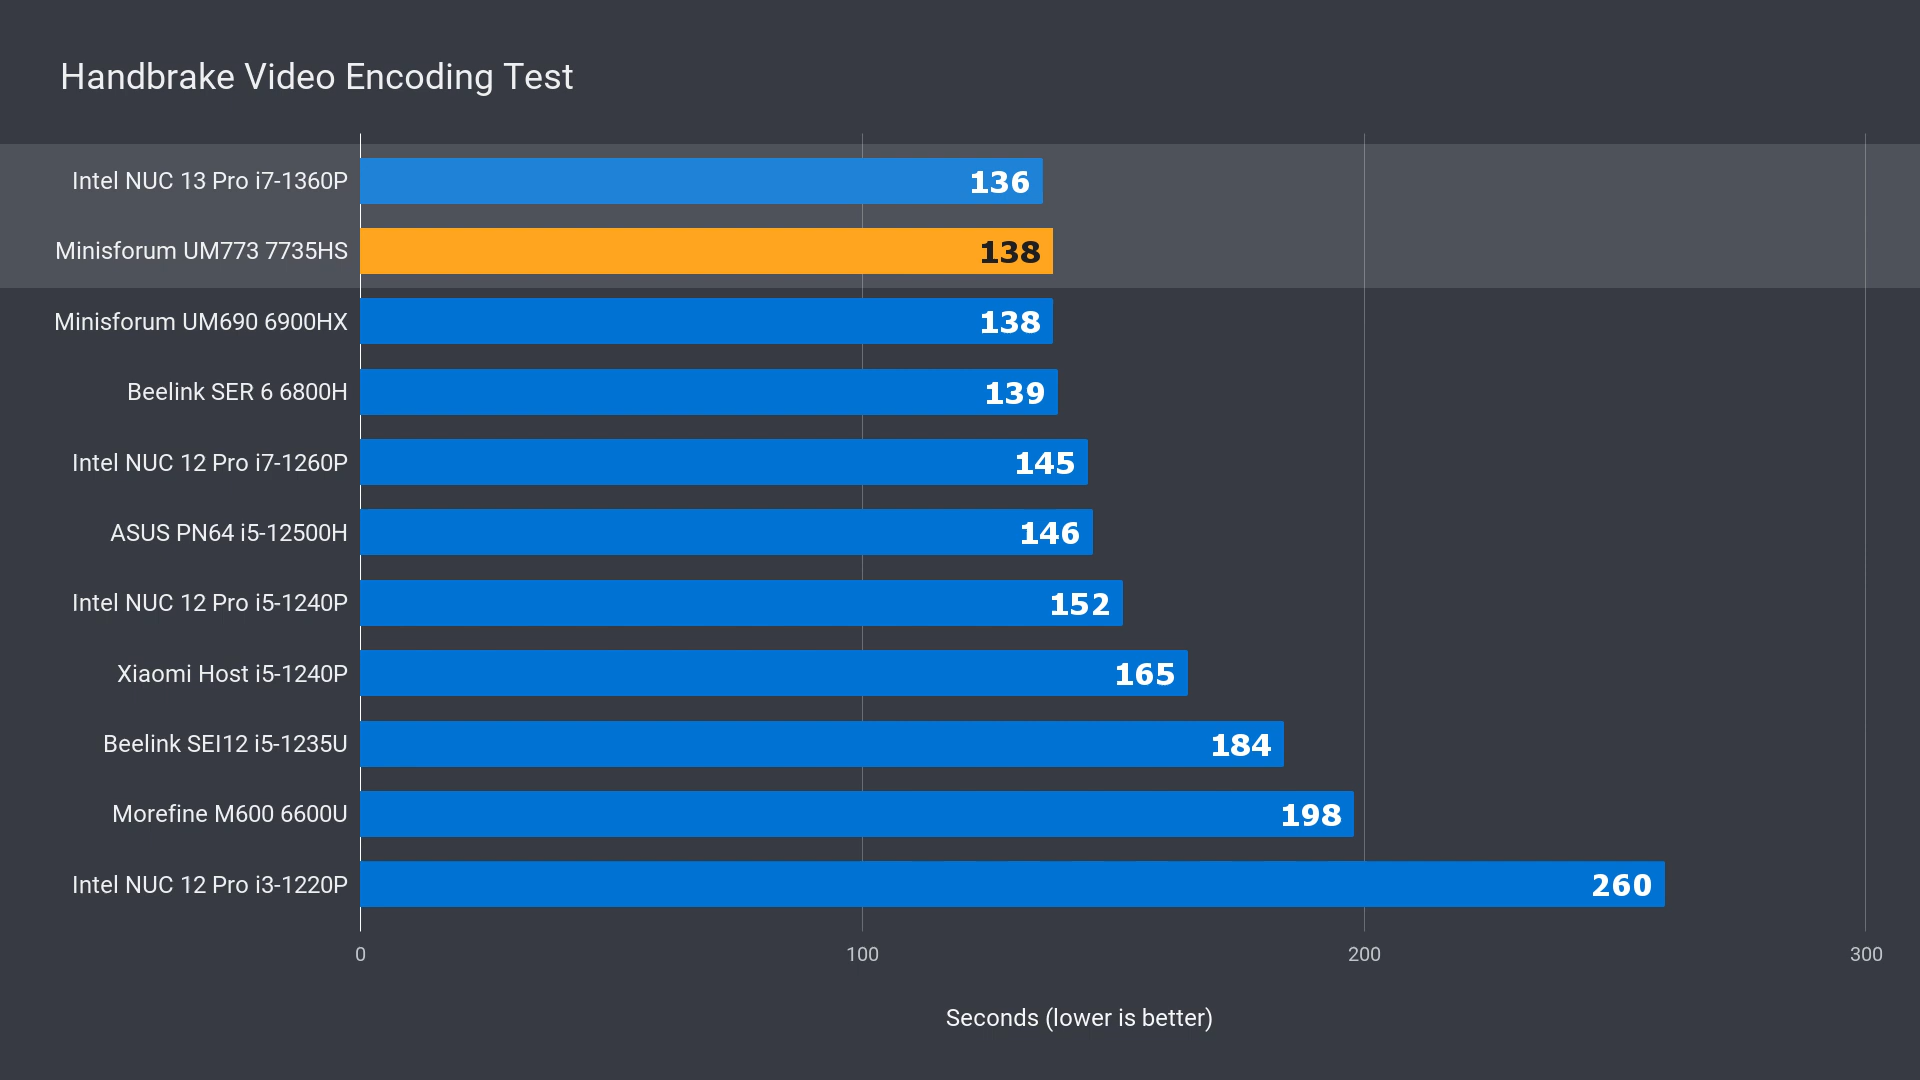 Handbrake Video Encoding Test
Intel NUC 13 Pro i7-1360P 136
Minisforum UM773 7735HS 138
Minisforum UM690 6900HX 138
Beelink SER 6 6800H 139
Intel NUC 12 Pro i7-1260P 145
ASUS PN64 i5-12500H 146
Intel NUC 12 Pro i5-1240P 152
Xiaomi Host i5-1240P 165
Beelink SEI12 i5-1235U 184
Morefine M600 6600U 198
Intel NUC 12 Pro i3-1220P 260
0 100 200 300
Seconds (lower is better)